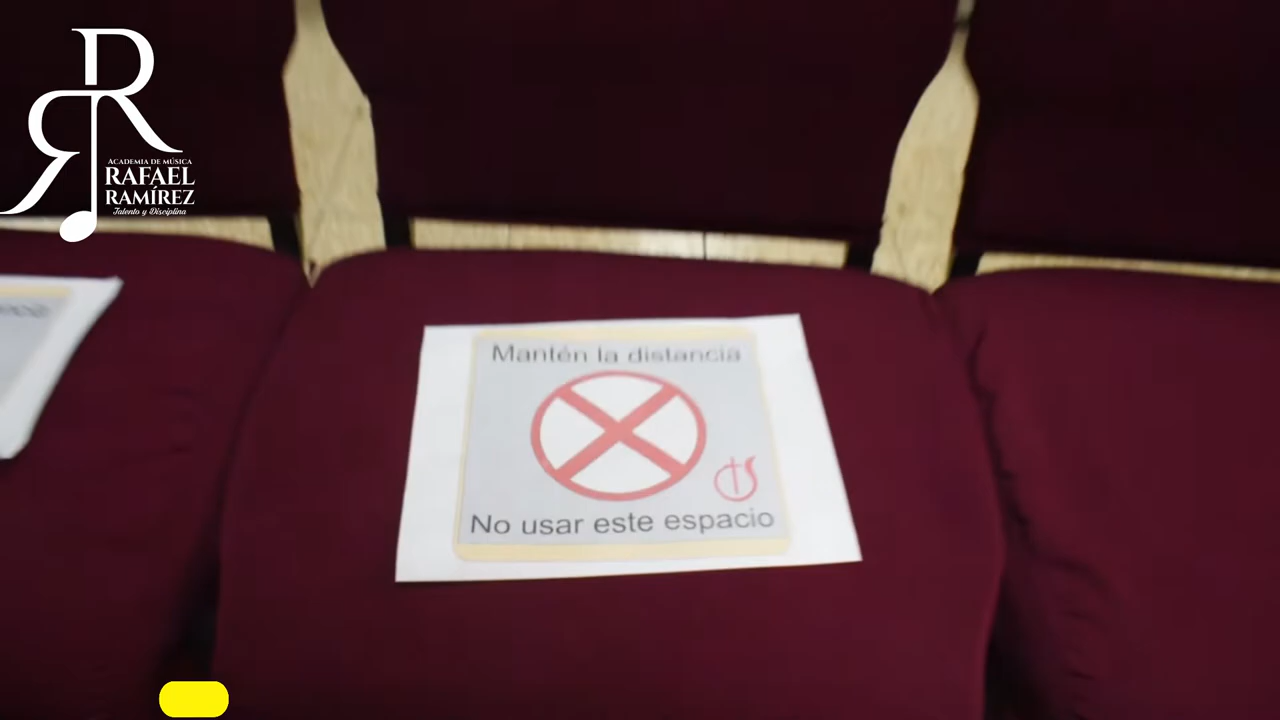 ACADEMIA DE MÚSICA
RAFAEL
RAMÍREZ
Talento y Disciplina
Mantén la distancia
No usar este espacio